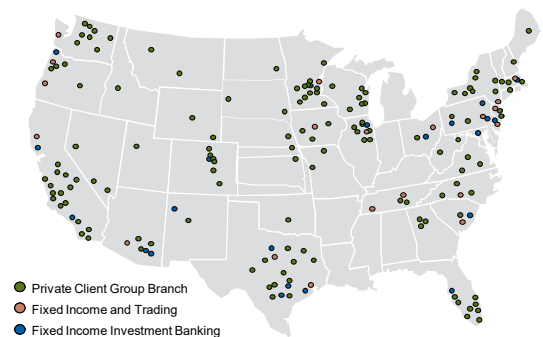 Private Client Group Branch
Fixed Income and Trading
Fixed Income Investment Banking